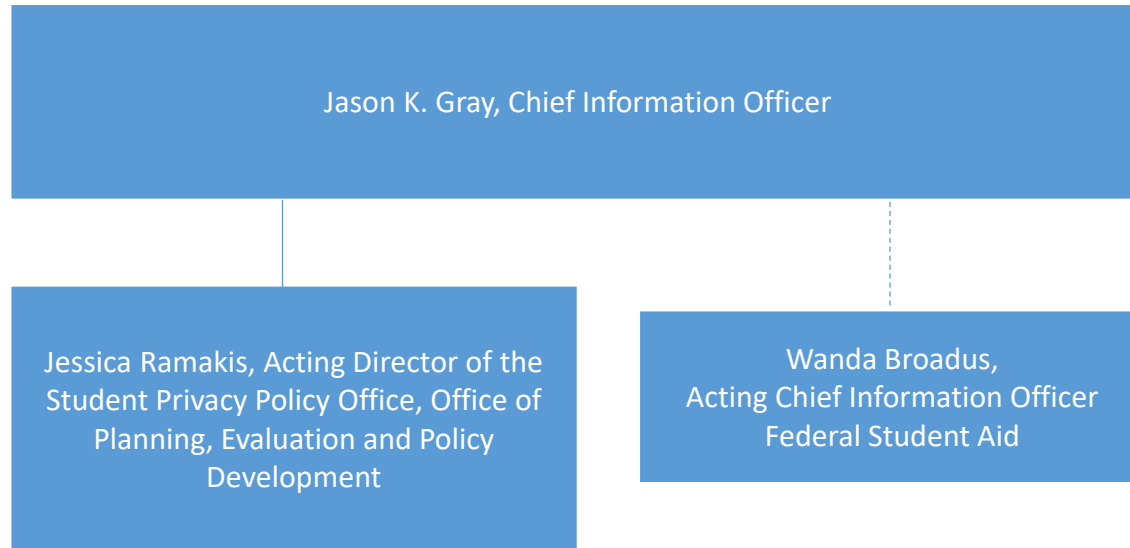 Jason K. Gray, Chief Information Officer
Jessica Ramakis, Acting Director of the
Student Privacy Policy Office, Office of
Planning, Evaluation and Policy
Development
Wanda Broadus,
Acting Chief Information Officer
Federal Student Aid